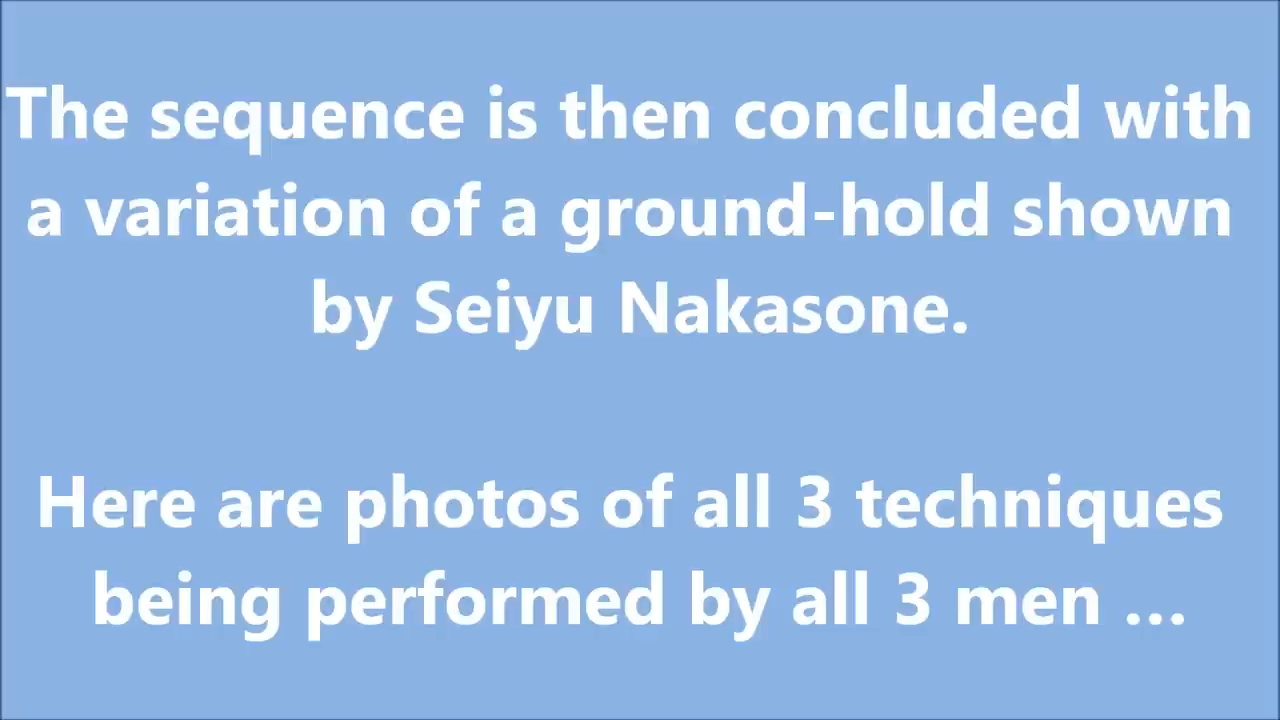 The sequence is then concluded with
a variation of a ground-hold shown
by Seiyu Nakasone.
Here are photos of all 3 techniques
being performed by all 3 men ...